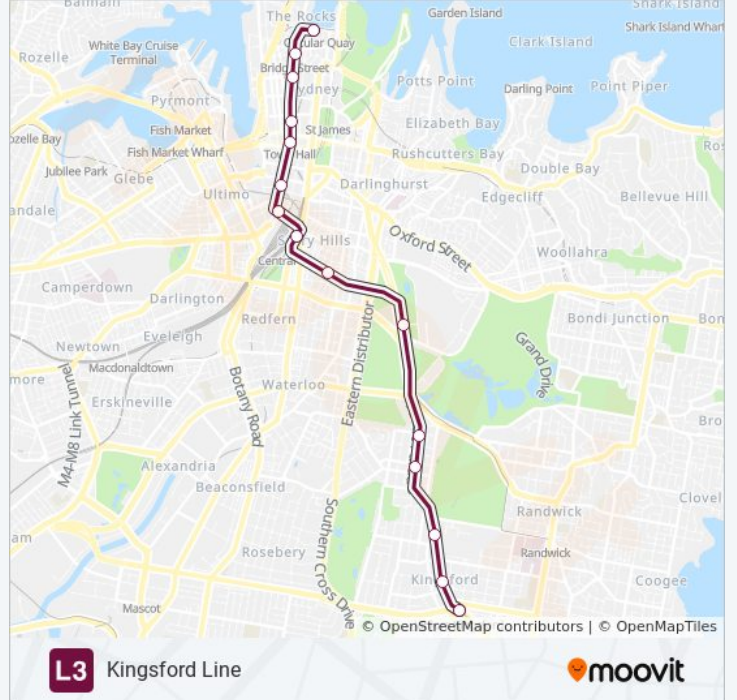 Balmain
The Rocks
Garden Island
Shark Island
Shark Island Wharf
White Bay Cruise
Terminal
Circular Quay
Clark Island
Rozelle
Bridge Street
Sydney
Potts Point
Darling Point
Point Piper
Pyrmont
Fish Market
St James
Elizabeth Bay
ozelle Bay
Fish Market Wharf
Town Hall
Rushcutters Bay
Ros
Jubilee Park
Glebe
Double Bay
Ultimo
Darlinghurst
Edgecliff
Bellevue Hill
andale
Oxford Street
Surry Hills
Woollahra
Central
Camperdown
Darlington
Redfern
Bondi Junction
Bon
Eveleigh
Newtown
Macdonaldtown
Eastern Distributor
Grand Drive
more
Waterloo
Erskineville
M4-M8 Link Tunnel
Botany Road
Bro
Alexandria
Beaconsfield
Clovel
Randwick
am
Rosebery
Southern Cross Drive
Randwick
Kingsford
Coogee
Mascot
© OpenStreetMap contributors | © OpenMapTiles
L3 Kingsford Line
moovit